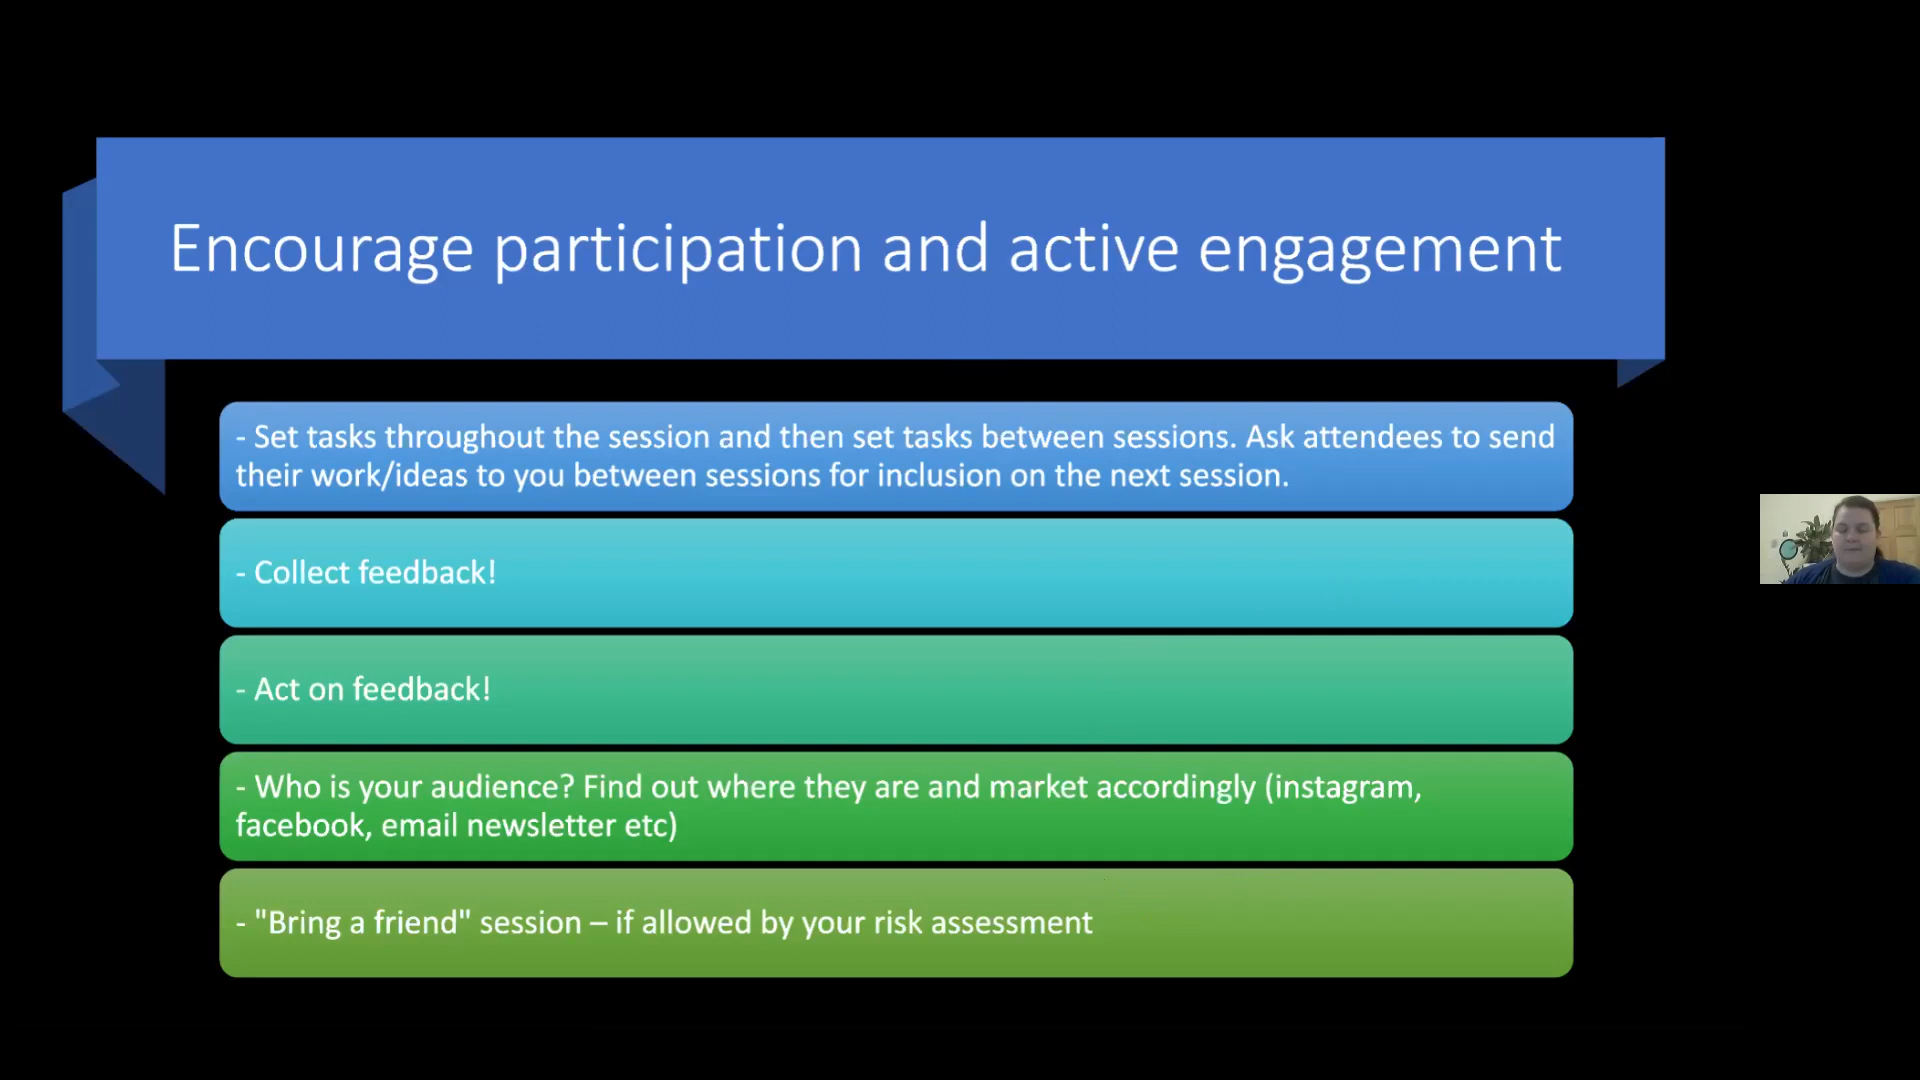 Encourage participation and active engagement
- Set tasks throughout the session and then set tasks between sessions. Ask attendees to send
their work/ideas to you between sessions for inclusion on the next session.
- Collect feedback!
- Act on feedback!
- Who is your audience? Find out where they are and market accordingly (instagram,
facebook, email newsletter etc)
- "Bring a friend" session – if allowed by your risk assessment